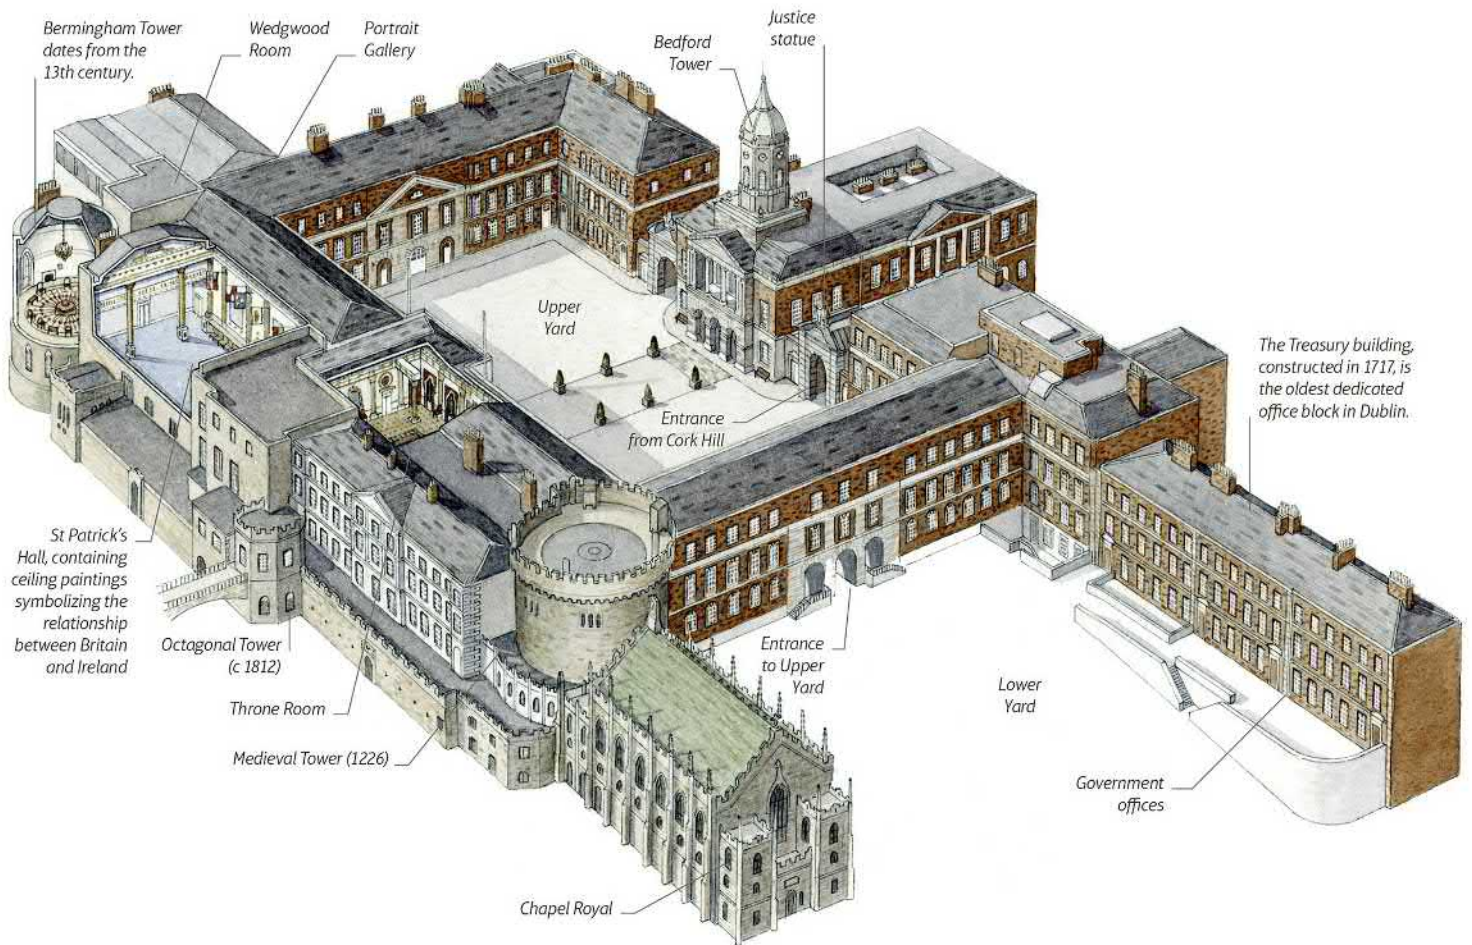 Bermingham Tower
dates from the
13th century.
Wedgwood
Room
Portrait
Gallery
Bedford
Tower
Justice
statue
Upper
Yard
Entrance
from Cork Hill
The Treasury building,
constructed in 1717, is
the oldest dedicated
office block in Dublin.
St Patrick's
Hall, containing
ceiling paintings
symbolizing the
relationship
between Britain
and Ireland
Octagonal Tower
(c 1812)
Throne Room
Medieval Tower (1226)
Entrance
to Upper
Yard
Lower
Yard
Government
offices
Chapel Royal